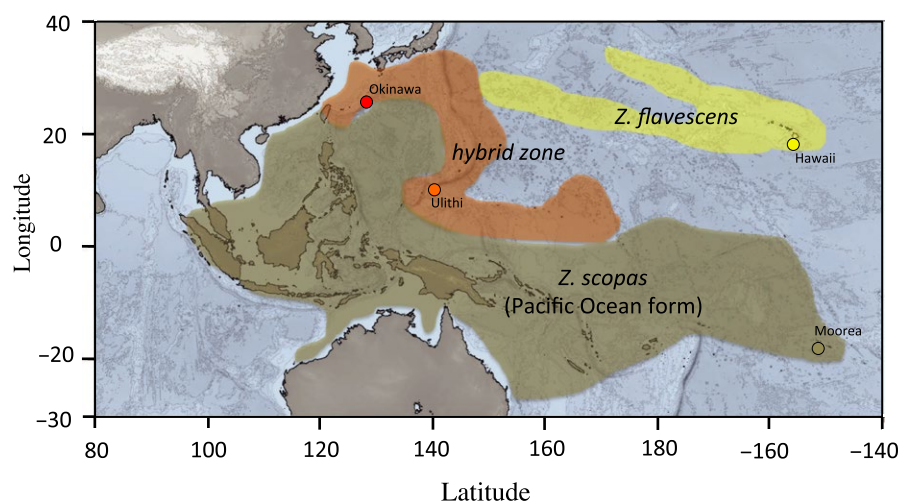 40
20
0
−20
−30
Longitude
Okinawa
Z. flavescens
hybrid zone
Hawaii
Ulithi
Z. scopas
(Pacific Ocean form)
Moorea
80
100
120
140
160
180
−160
−140
Latitude